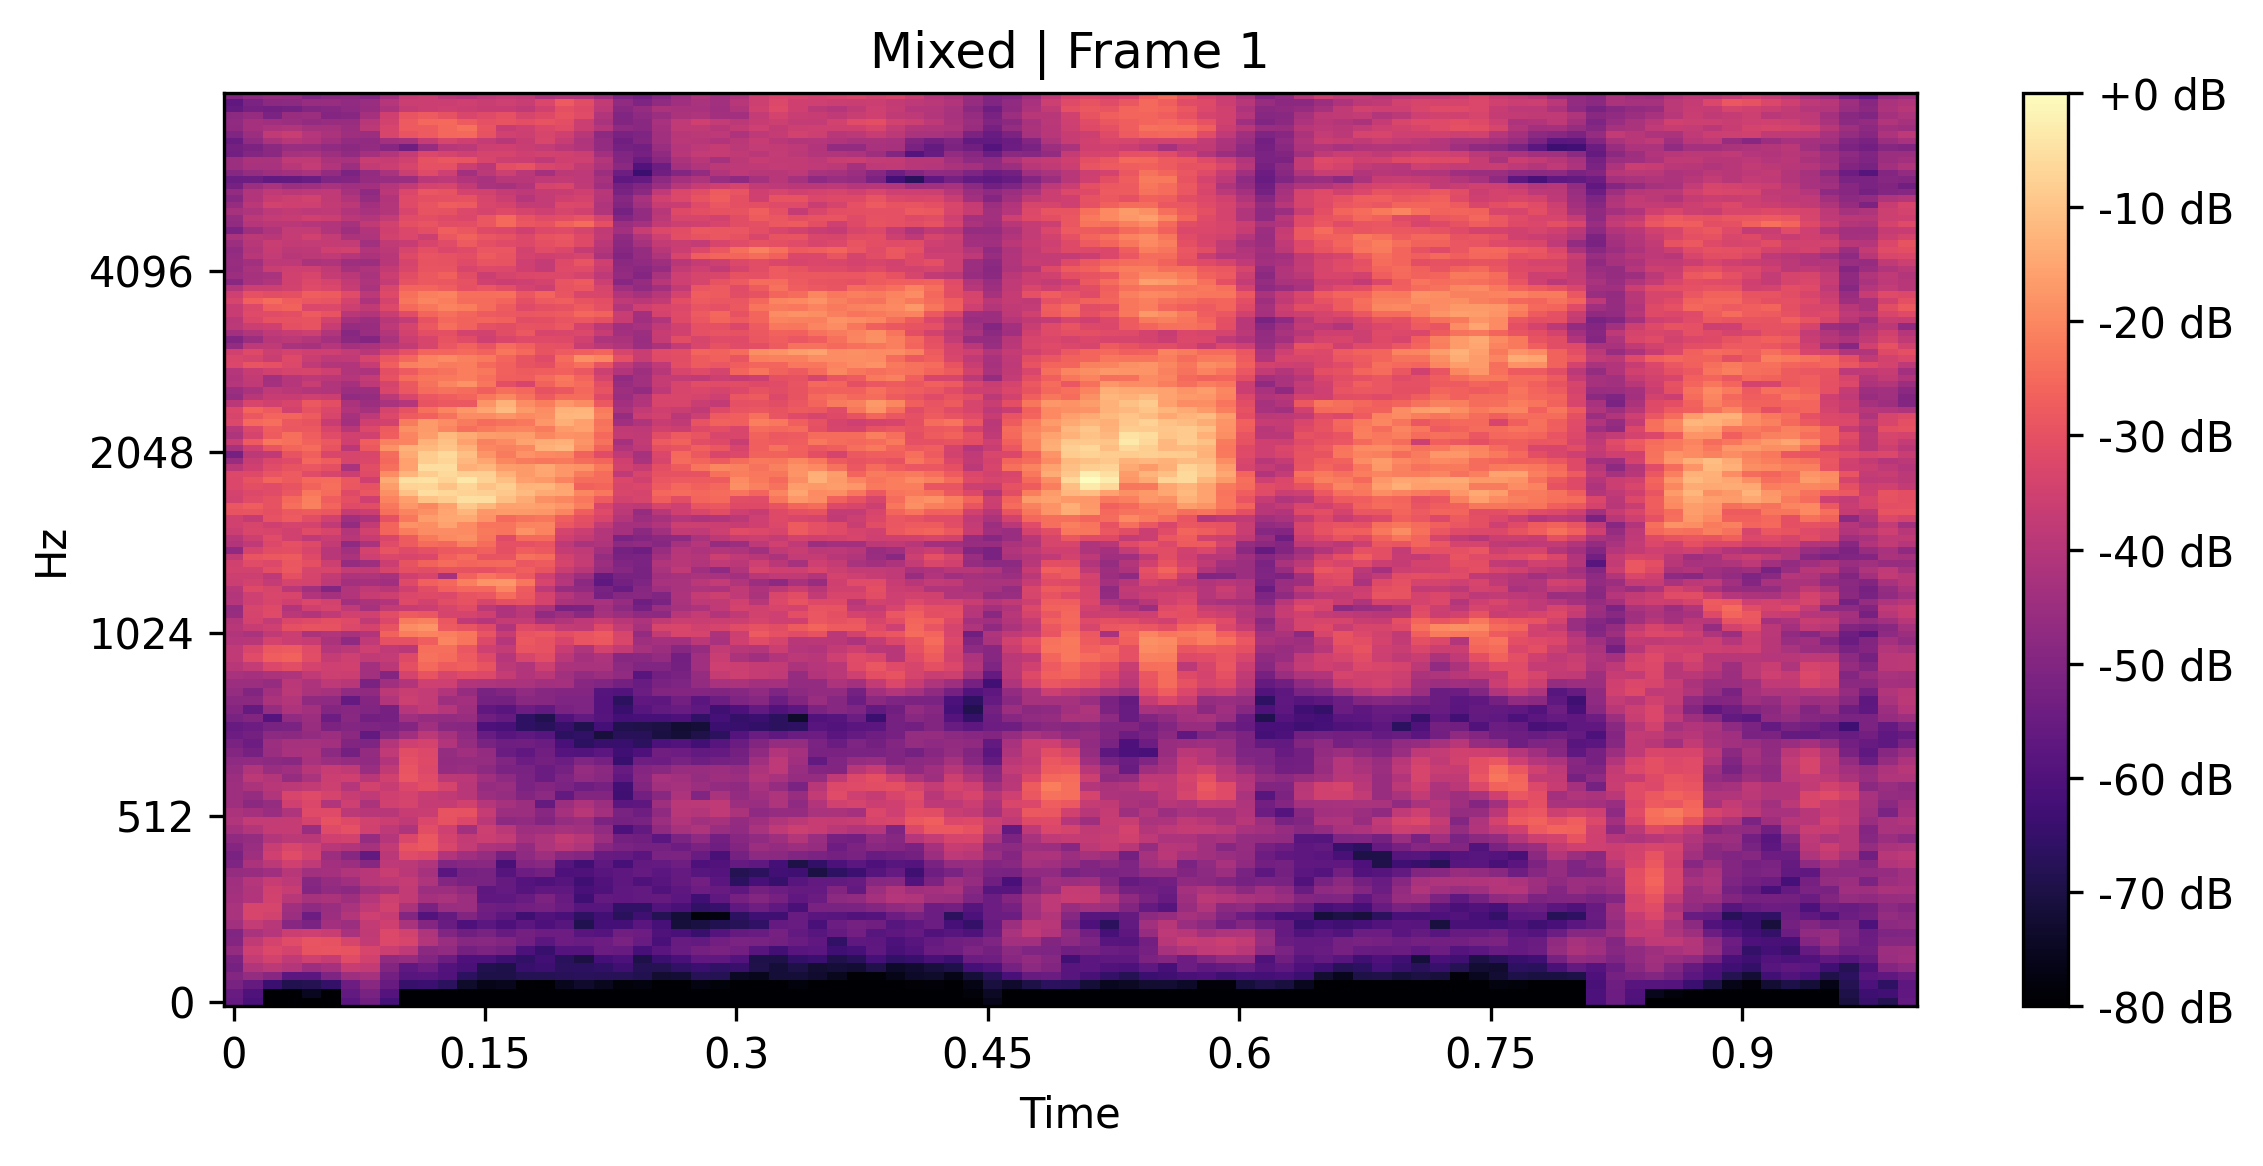 Mixed | Frame 1
+0 dB
-10 dB
-20 dB
-30 dB
-40 dB
-50 dB
-60 dB
-70 dB
-80 dB
4096
2048
1024
512
0
Hz
0 0.15 0.3 0.45 0.6 0.75 0.9
Time